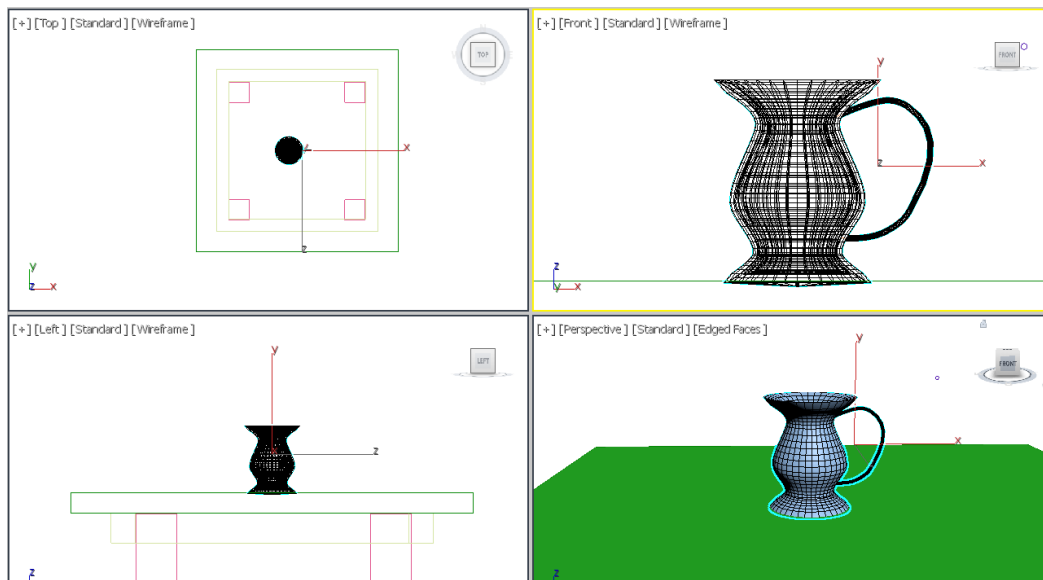 [+] [Top] [Standard] [Wireframe]
TOP
x
z
y
z x
[+] [Front] [Standard] [Wireframe]
FRONT
y
z x
z
y x
[+] [Left] [Standard] [Wireframe]
LEFT
y
x z
z
[+] [Perspective] [Standard] [Edged Faces]
FRONT
y
x
z